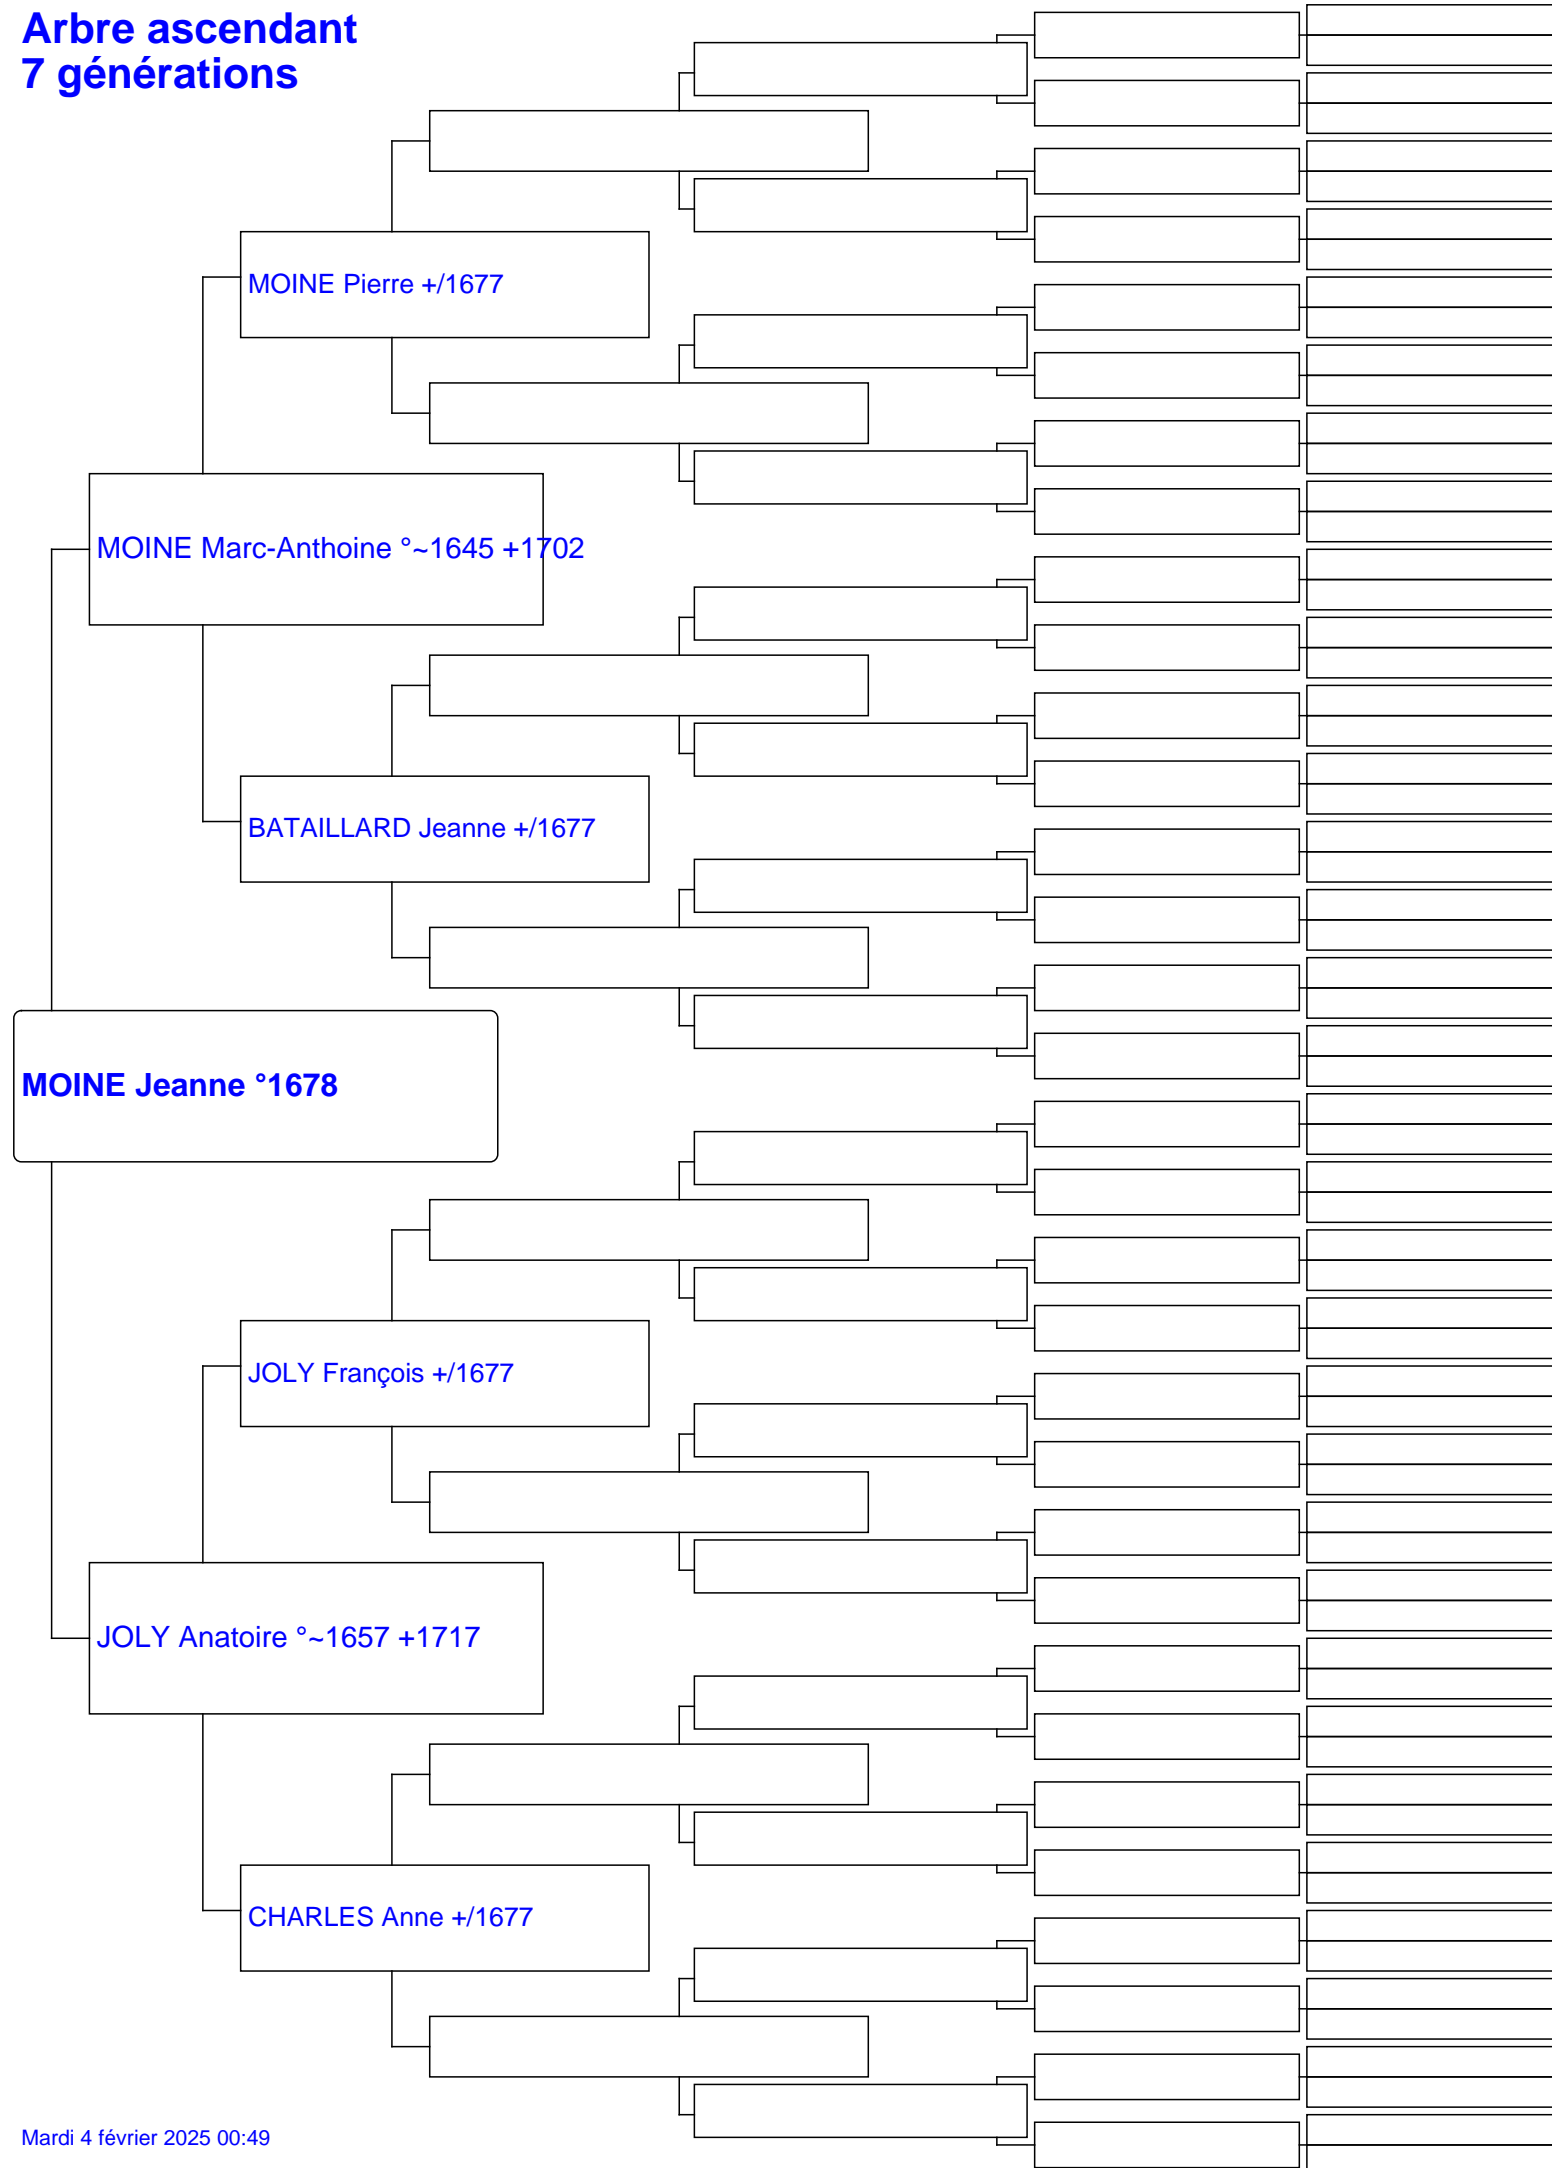 Arbre ascendant
7 générations
MOINE Pierre +/1677
MOINE Marc-Anthoine °~1645 +1702
BATAILLARD Jeanne +/1677
MOINE Jeanne °1678
JOLY François +/1677
JOLY Anatoire °~1657 +1717
CHARLES Anne +/1677
Mardi 4 février 2025 00:49